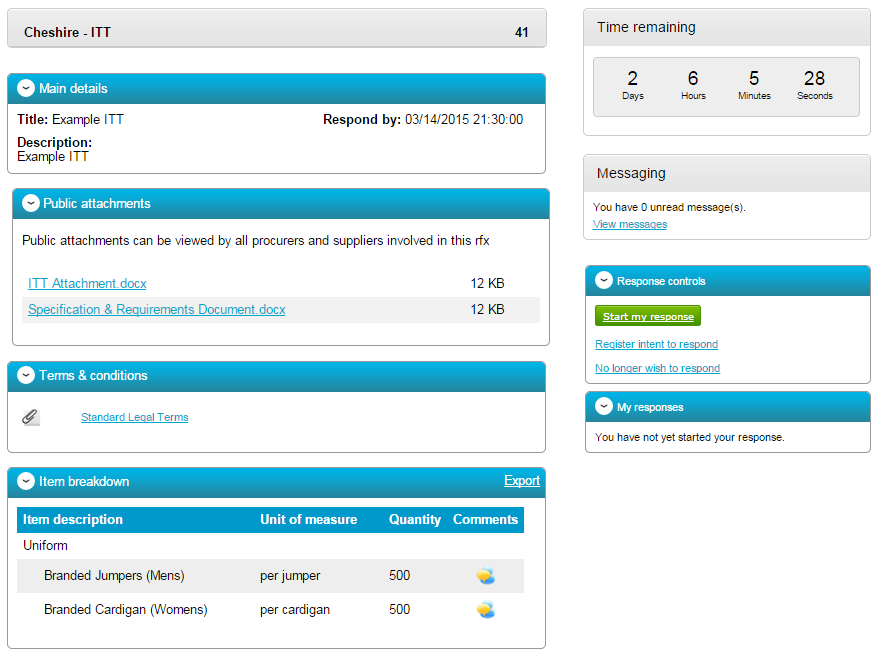 Cheshire - ITT 41
Main details
Title: Example ITT Respond by: 03/14/2015 21:30:00
Description:
Example ITT
Public attachments
Public attachments can be viewed by all procurers and suppliers involved in this rfx
ITT Attachment.docx 12 KB
Specification & Requirements Document.docx 12 KB
Terms & conditions
Standard Legal Terms
Item breakdown Export
Item description Unit of measure Quantity Comments
Uniform
Branded Jumpers (Mens) per jumper 500
Branded Cardigan (Womens) per cardigan 500
Time remaining
2 6 5 28
Days Hours Minutes Seconds
Messaging
You have 0 unread message(s).
View messages
Response controls
Start my response
Register intent to respond
No longer wish to respond
My responses
You have not yet started your response.